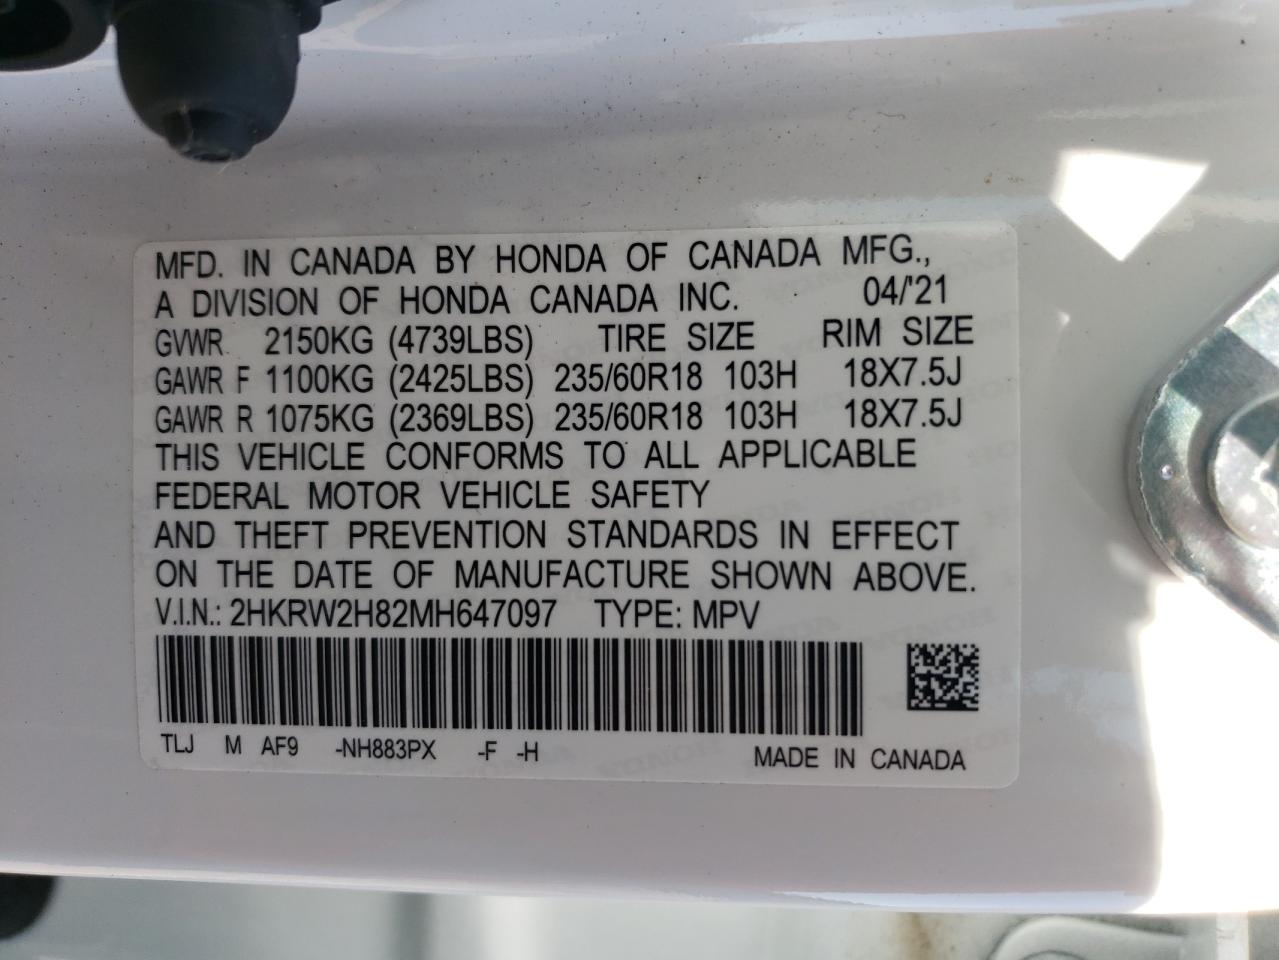 MFD. IN CANADA BY HONDA OF CANADA MFG.,
A DIVISION OF HONDA CANADA INC. 04/'21
GVWR 2150KG (4739LBS) TIRE SIZE RIM SIZE
GAWR F 1100KG (2425LBS) 235/60R18 103H 18X7.5J
GAWR R 1075KG (2369LBS) 235/60R18 103H 18X7.5J
THIS VEHICLE CONFORMS TO ALL APPLICABLE
FEDERAL MOTOR VEHICLE SAFETY
AND THEFT PREVENTION STANDARDS IN EFFECT
ON THE DATE OF MANUFACTURE SHOWN ABOVE.
V.I.N.: 2HKRW2H82MH647097 TYPE: MPV
TLJ M AF9 -NH883PX -F -H MADE IN CANADA